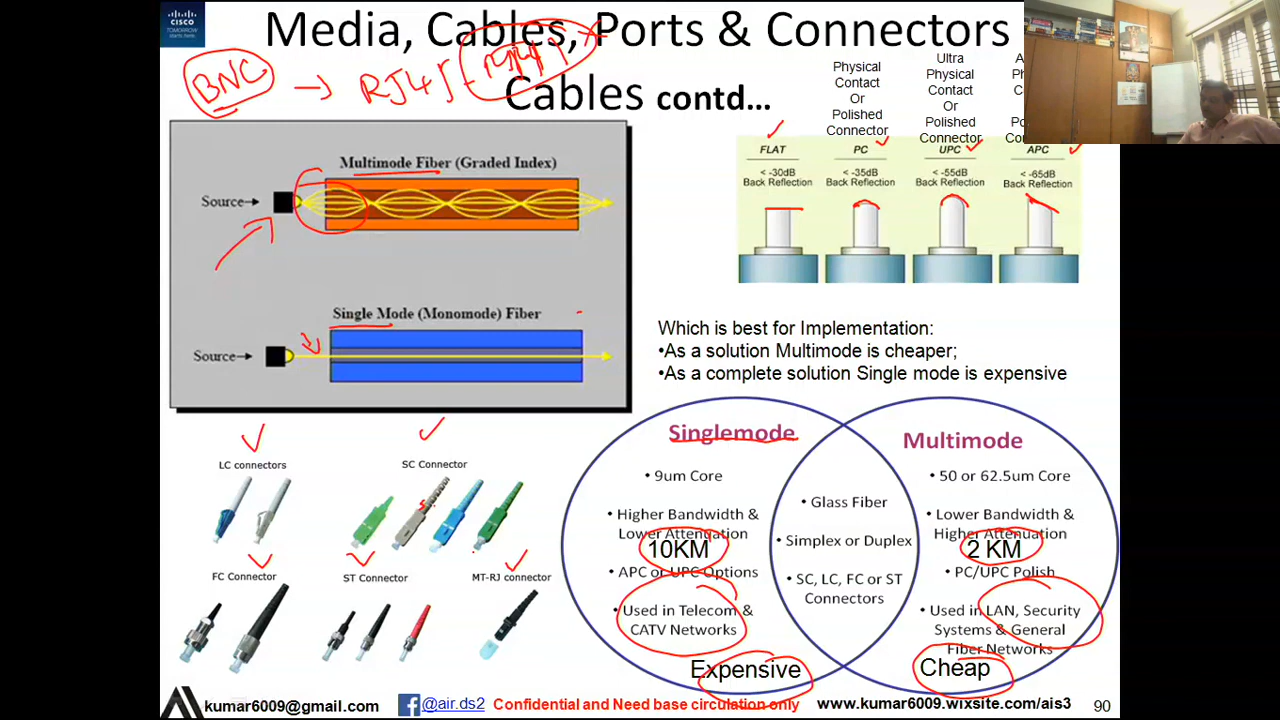 CISCO
TOMORROW
starts here
Media, Cables, Ports & Connectors
BNC → RJ45
Cables contd...
Physical
Contact
Or
Polished
Connector
Ultra
Physical
Contact
Or
Polished
Connector
FLAT
PC
UPC
APC
< -30dB
Back Reflection
< -35dB
Back Reflection
< -55dB
Back Reflection
< -65dB
Back Reflection
Multimode Fiber (Graded Index)
Source→
Single Mode (Monomode) Fiber
Source→
Which is best for Implementation:
•As a solution Multimode is cheaper;
•As a complete solution Single mode is expensive
LC connectors
SC Connector
FC Connector
ST Connector
MT-RJ connector
Singlemode
• 9um Core
• Higher Bandwidth &
Lower Attenuation
10KM
• APC or UPC Options
• Used in Telecom &
CATV Networks
Expensive
• Glass Fiber
• Simplex or Duplex
• SC, LC, FC or ST
Connectors
Multimode
• 50 or 62.5um Core
• Lower Bandwidth &
Higher Attenuation
2 KM
• PC/UPC Polish
• Used in LAN, Security
Systems & General
Fiber Networks
Cheap
kumar6009@gmail.com
@air.ds2
Confidential and Need base circulation only
www.kumar6009.wixsite.com/ais3
90